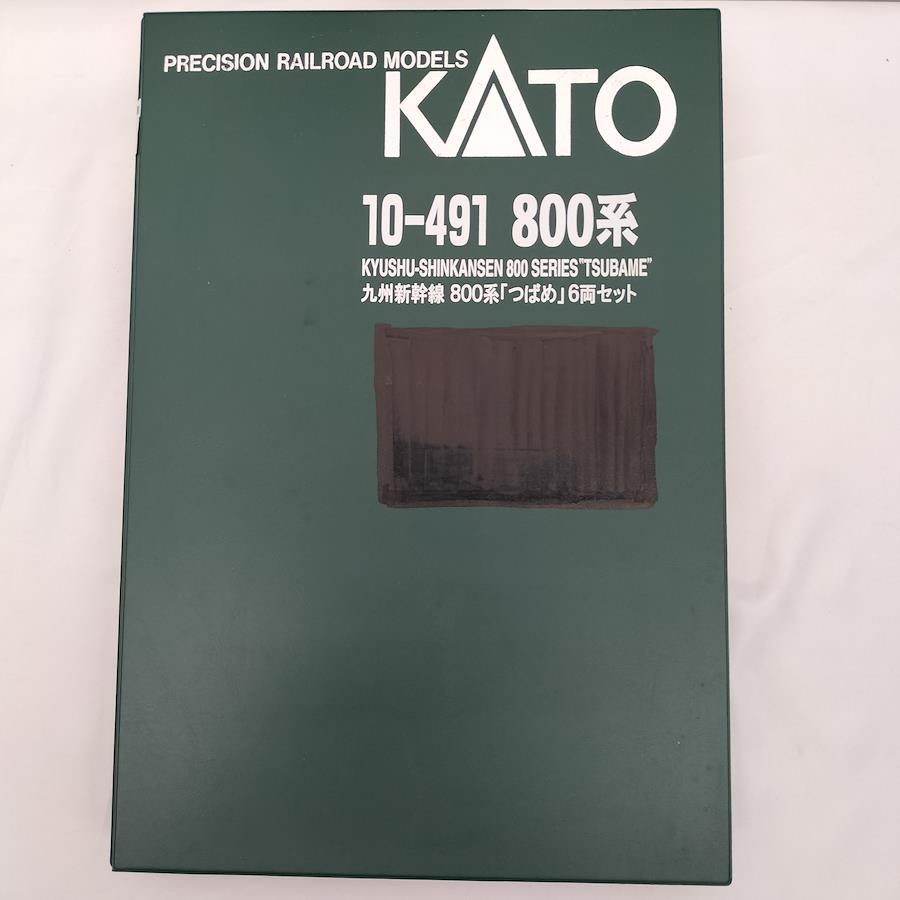 PRECISION RAILROAD MODELS
KATO
10-491 800系
KYUSHU-SHINKANSEN 800 SERIES"TSUBAME"
九州新幹線 800系「つばめ」6両セット